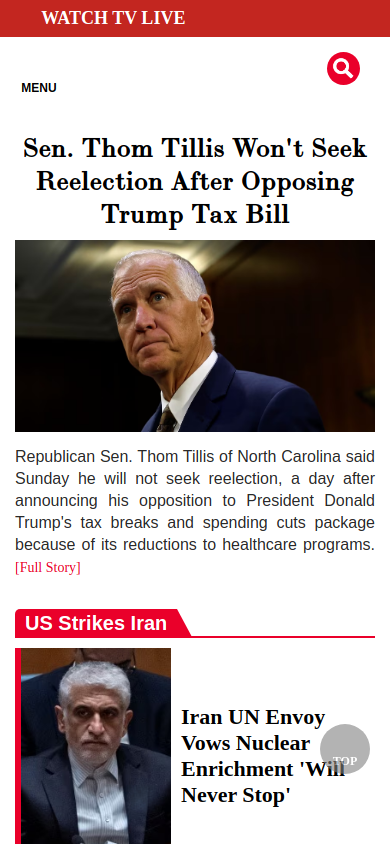 WATCH TV LIVE
MENU
Sen. Thom Tillis Won't Seek
Reelection After Opposing
Trump Tax Bill
Republican Sen. Thom Tillis of North Carolina said
Sunday he will not seek reelection, a day after
announcing his opposition to President Donald
Trump's tax breaks and spending cuts package
because of its reductions to healthcare programs.
[Full Story]
US Strikes Iran
Iran UN Envoy
Vows Nuclear
Enrichment 'Will
Never Stop'
TOP